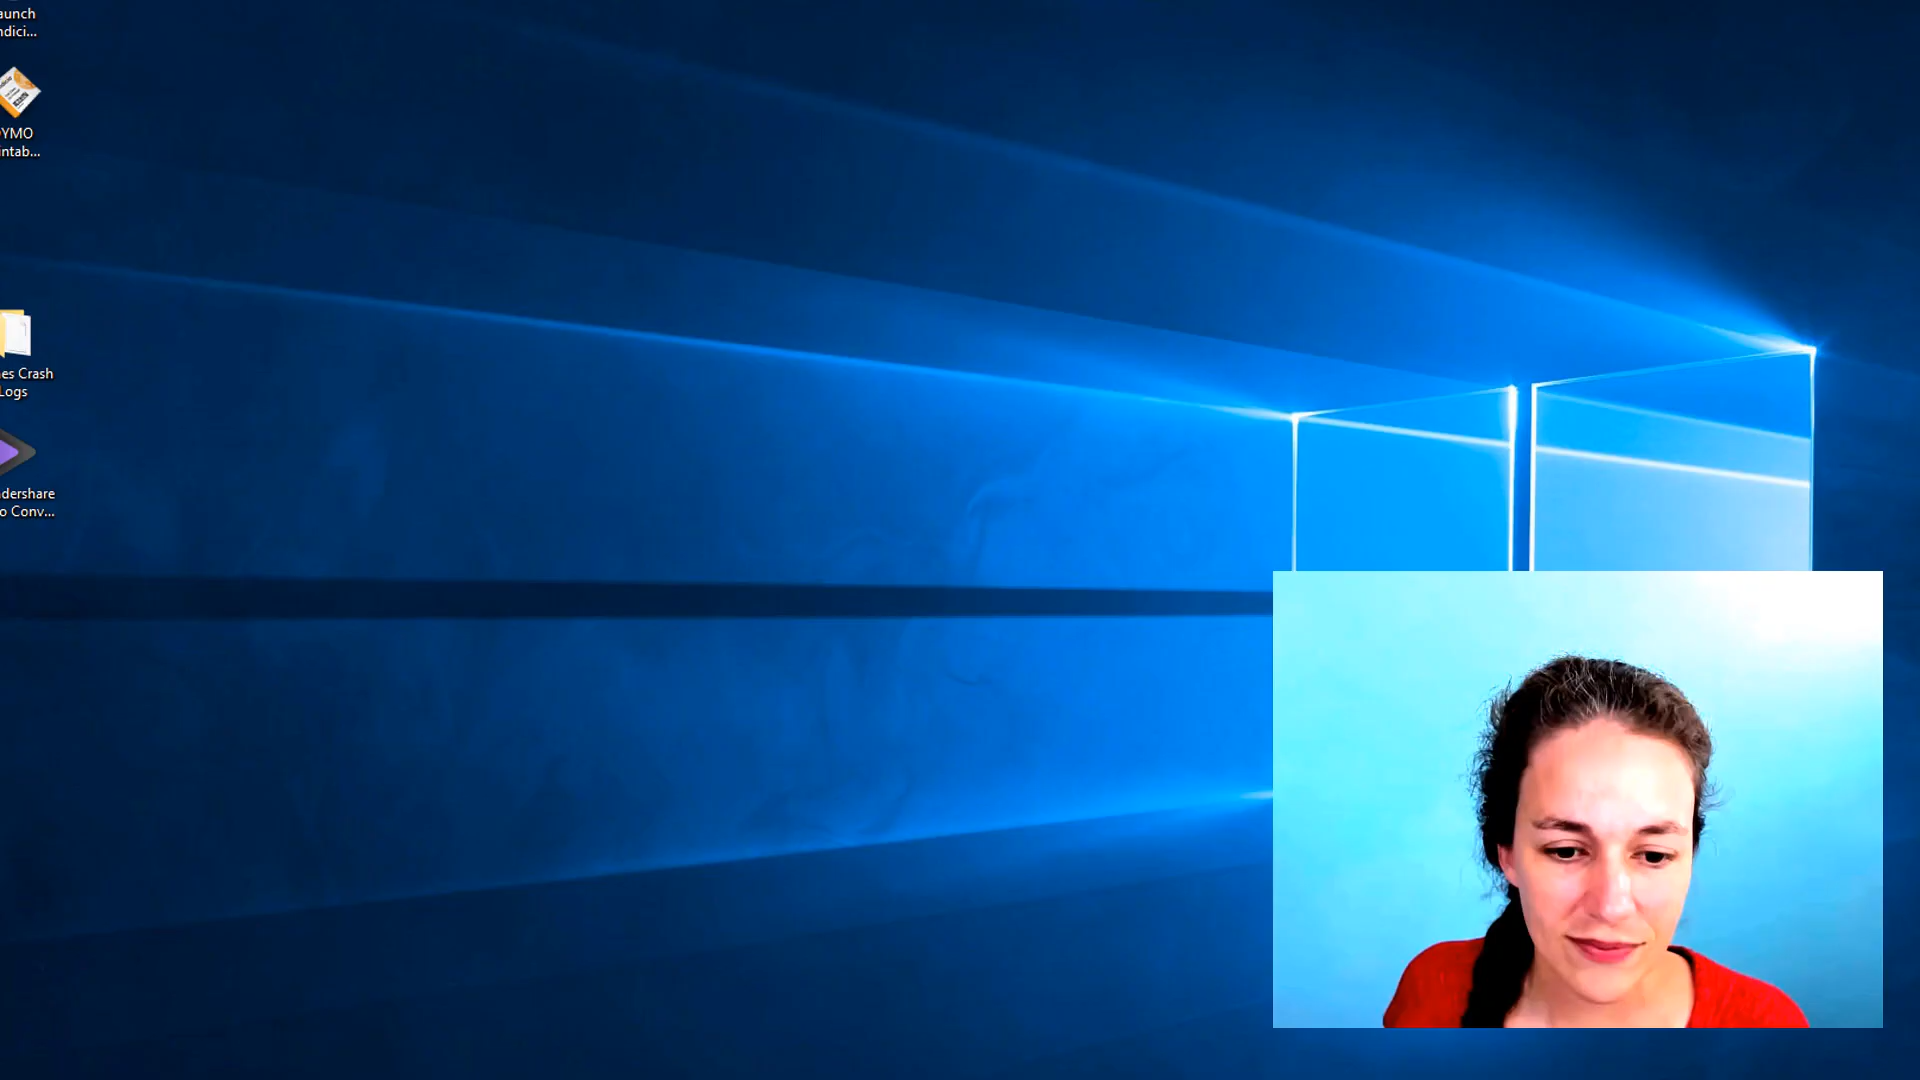 aunch
ndici...
YMO
intab...
es Crash
Logs
dershare
o Conv...